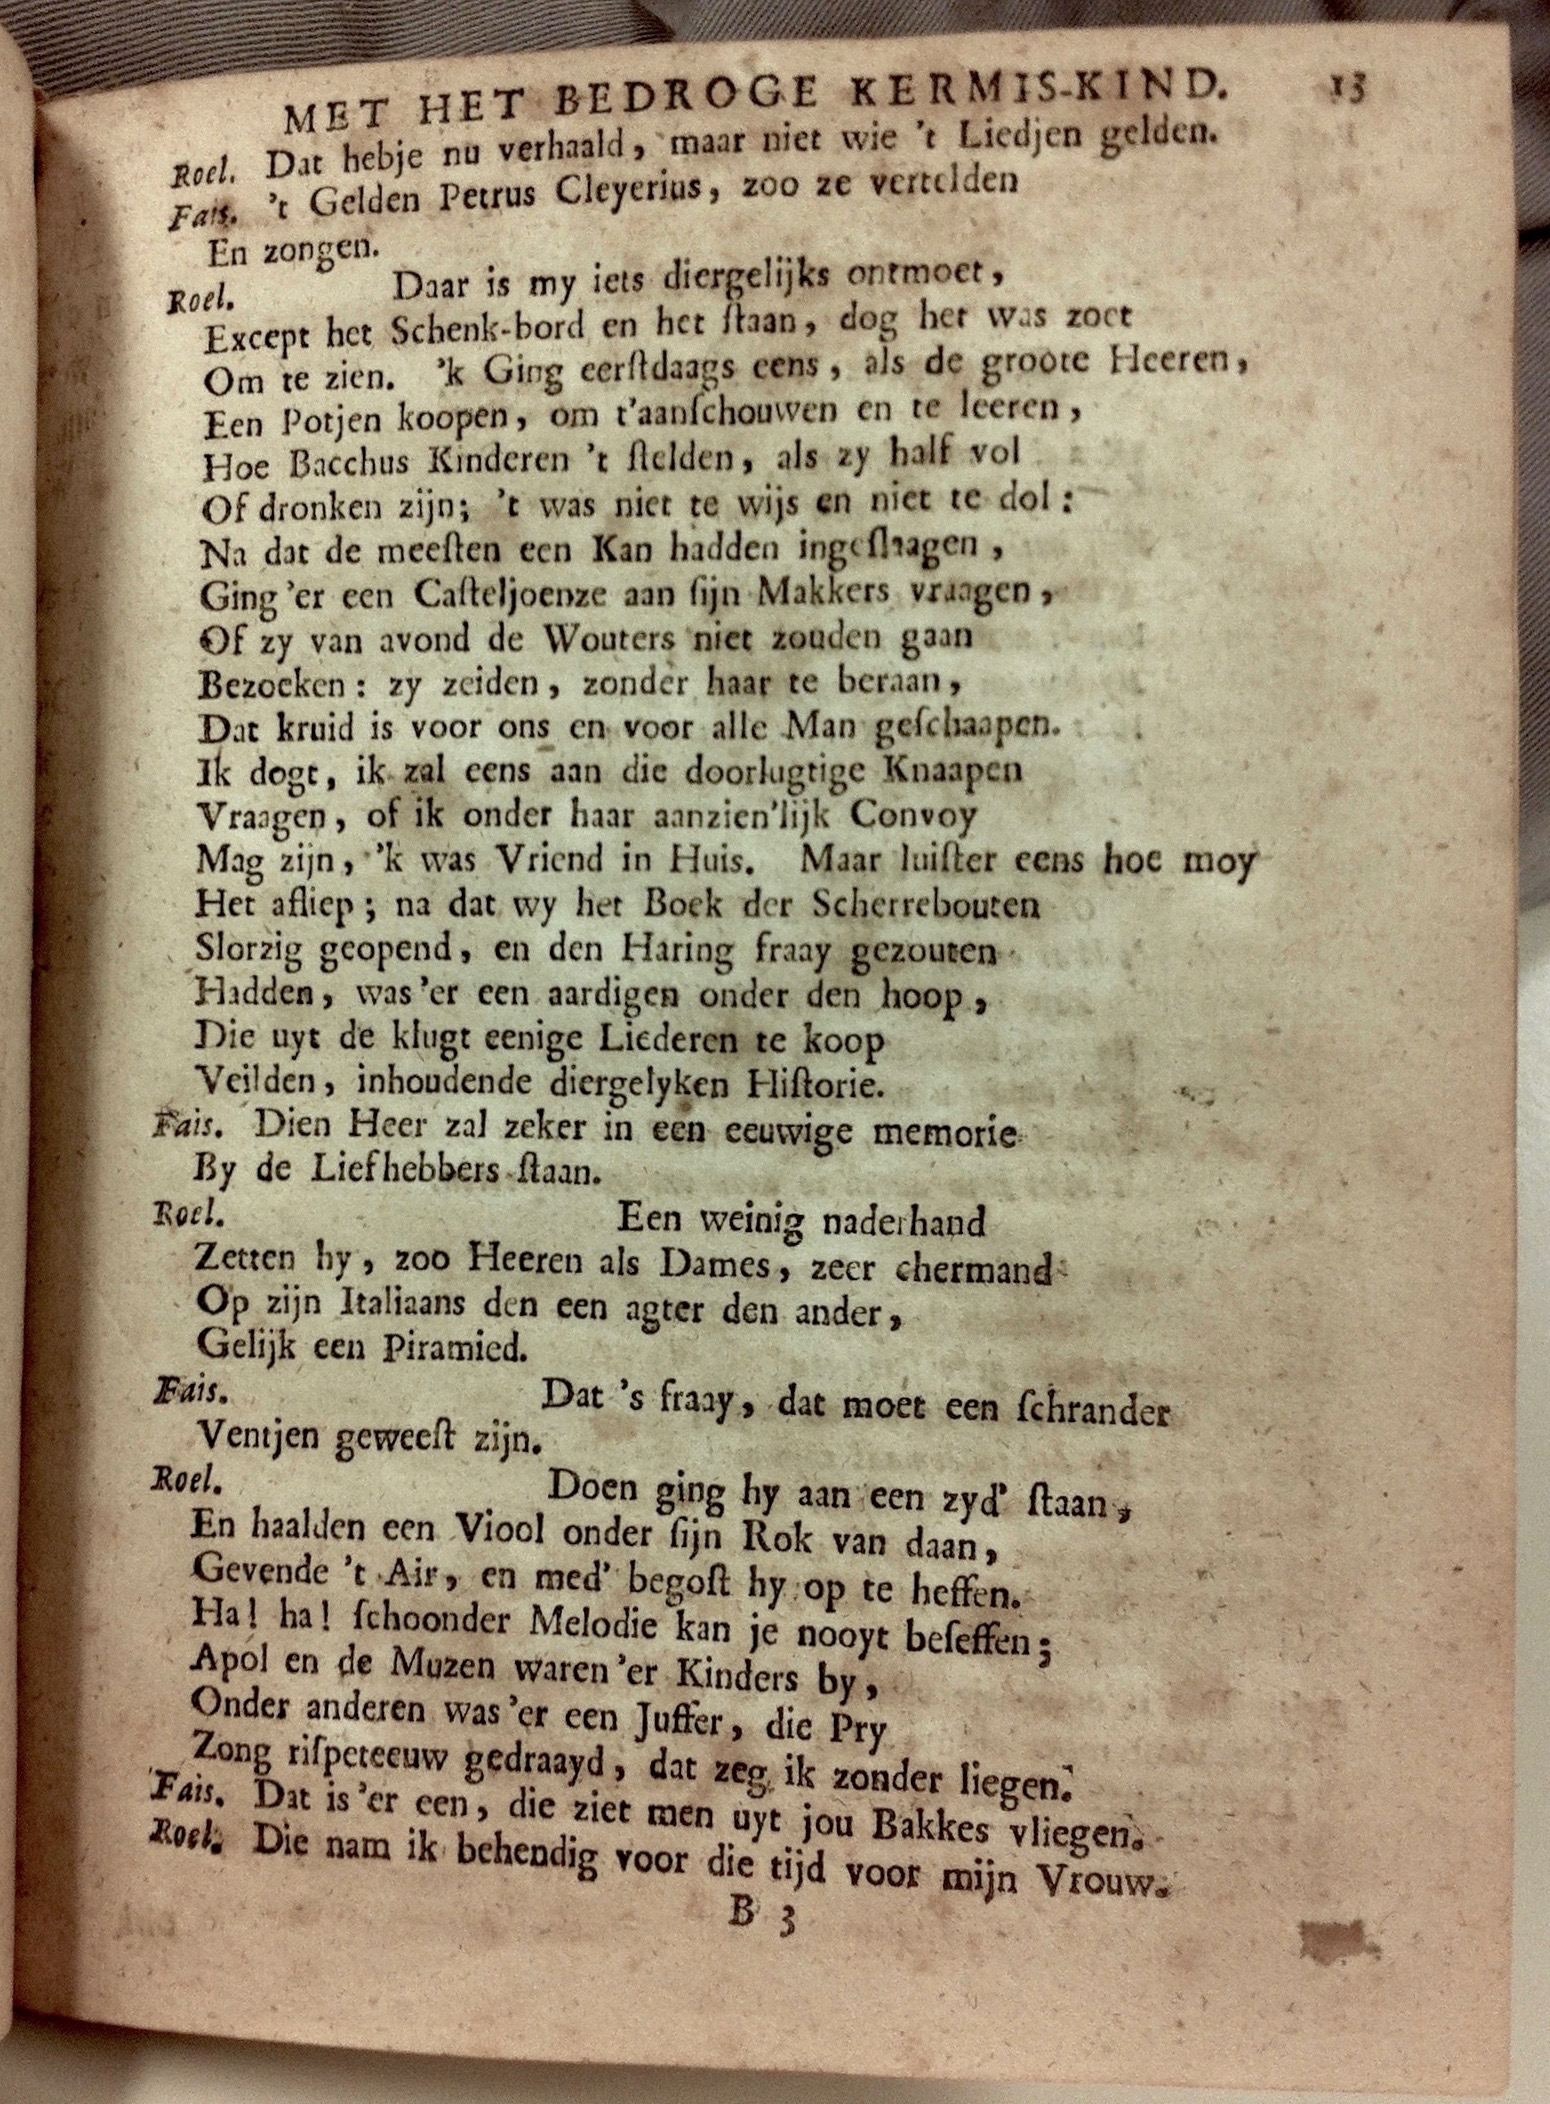 MET HET BEDROGE KERMIS-KIND. 13
Roel. Dat hebje nu verhaald, maar niet wie 't Liedjen gelden.
Fais. 't Gelden Petrus Cleyerius, zoo ze vertelden
En zongen.
Roel. Daar is my iets diergelijks ontmoet,
Except het Schenk-bord en het ſtaan, dog het was zoet
Om te zien. 'k Ging eerſtdaags eens, als de groote Heeren,
Een Potjen koopen, om t'aanſchouwen en te leeren,
Hoe Bacchus Kinderen 't ſtelden, als zy half vol
Of dronken zijn; 't was niet te wijs en niet te dol:
Na dat de meeſten een Kan hadden ingeſlaagen,
Ging 'er een Caſteljoenze aan ſijn Makkers vraagen,
Of zy van avond de Wouters niet zouden gaan
Bezoeken: zy zeiden, zonder haar te beraan,
Dat kruid is voor ons en voor alle Man geſchaapen.
Ik dogt, ik zal eens aan die doorlugtige Knaapen
Vraagen, of ik onder haar aanzien'lijk Convoy
Mag zijn, 'k was Vriend in Huis. Maar luiſter eens hoe moy
Het afliep; na dat wy het Boek der Scherrebouten
Slorzig geopend, en den Haring fraay gezouten
Hadden, was 'er een aardigen onder den hoop,
Die uyt de klugt eenige Liederen te koop
Veilden, inhoudende diergelyken Hiſtorie.
Fais. Dien Heer zal zeker in een eeuwige memorie
By de Liefhebbers ſtaan.
Roel. Een weinig naderhand
Zetten hy, zoo Heeren als Dames, zeer chermand
Op zijn Italiaans den een agter den ander,
Gelijk een Piramied.
Fais. Dat 's fraay, dat moet een ſchrander
Ventjen geweeſt zijn.
Roel. Doen ging hy aan een zyd' ſtaan,
En haalden een Viool onder ſijn Rok van daan,
Gevende 't Air, en med' begoſt hy op te heffen.
Ha! ha! ſchoonder Melodie kan je nooyt beſeffen;
Apol en de Muzen waren 'er Kinders by,
Onder anderen was 'er een Juffer, die Pry
Zong riſpeteeuw gedraayd, dat zeg ik zonder liegen.
Fais. Dat is 'er een, die ziet men uyt jou Bakkes vliegen.
Roel. Die nam ik behendig voor die tijd voor mijn Vrouw.
B 3